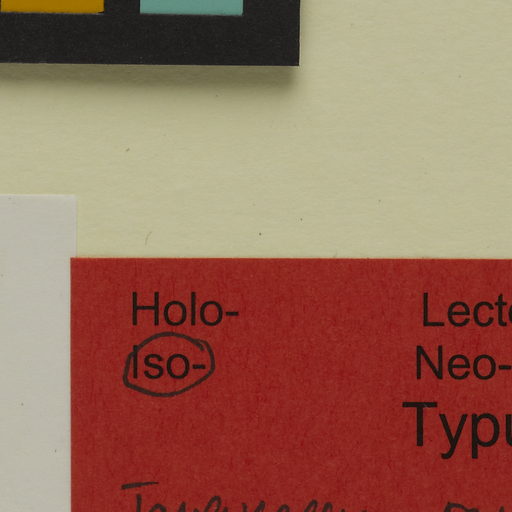 Holo- Lecto
Iso- Neo-
Typu